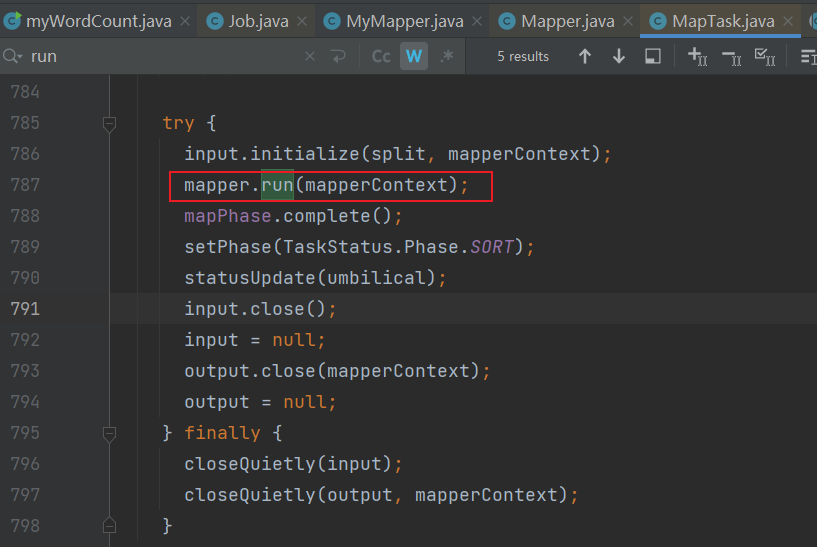 myWordCount.java × Job.java × MyMapper.java × Mapper.java × MapTask.java ×
run × Cc W .* 5 results
784
785 try {
786 input.initialize(split, mapperContext);
787 mapper.run(mapperContext);
788 mapPhase.complete();
789 setPhase(TaskStatus.Phase.SORT);
790 statusUpdate(umbilical);
791 input.close();
792 input = null;
793 output.close(mapperContext);
794 output = null;
795 } finally {
796 closeQuietly(input);
797 closeQuietly(output, mapperContext);
798 }